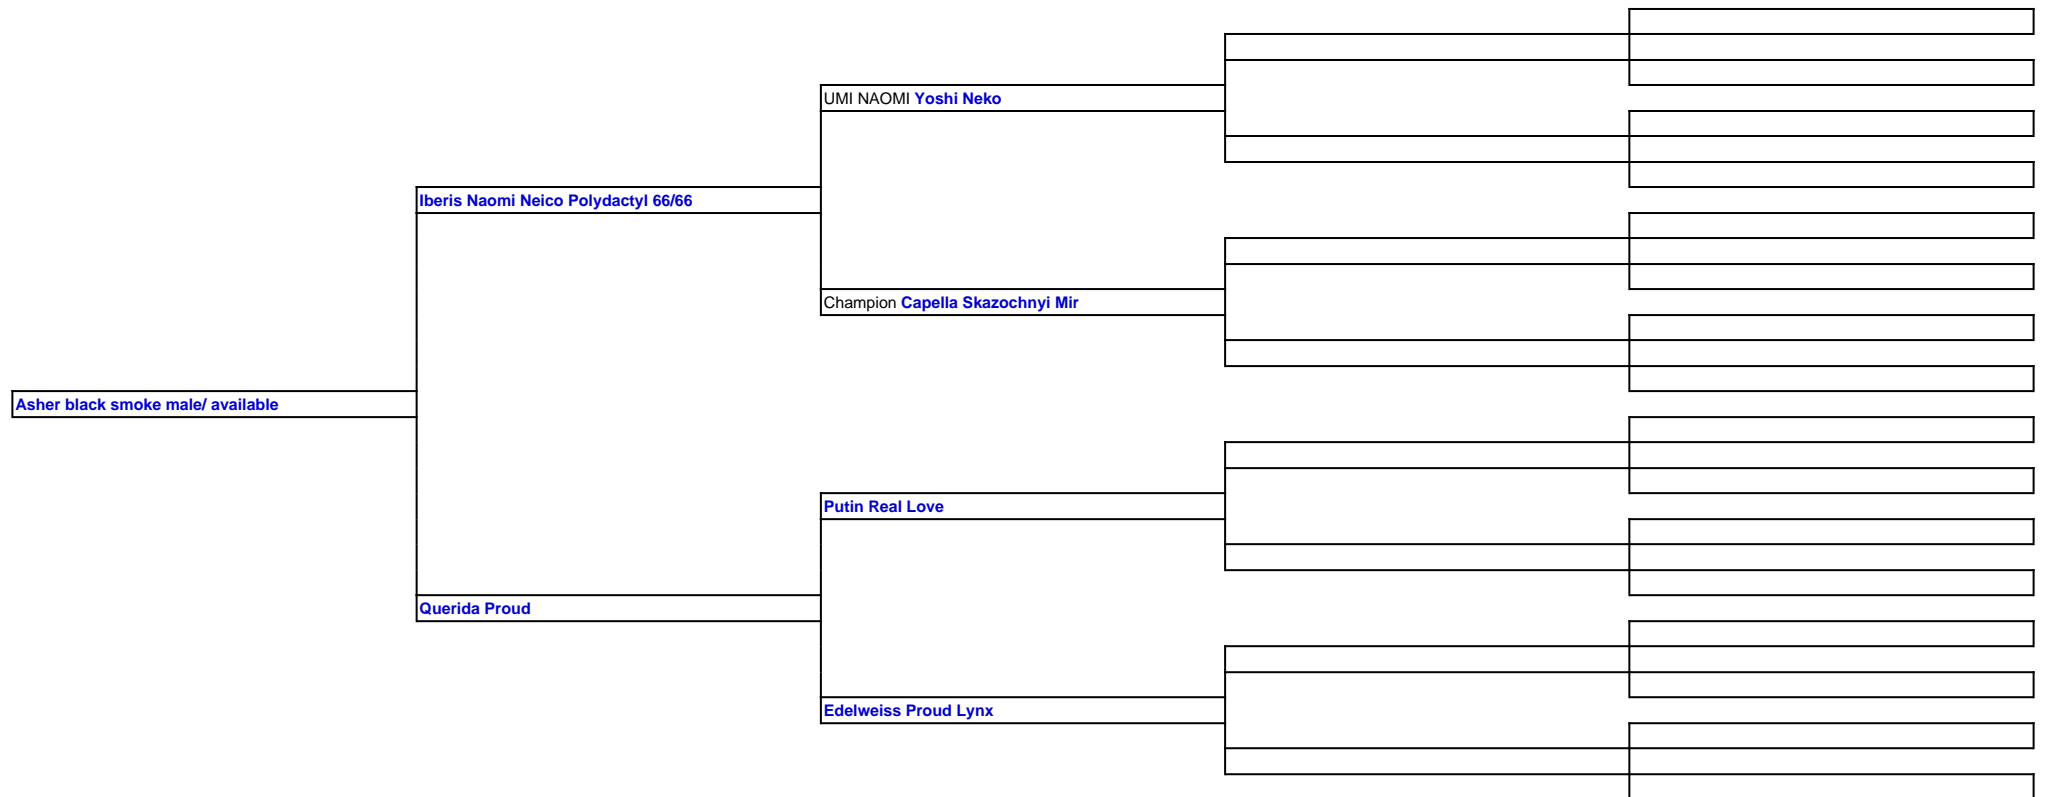 UMI NAOMI Yoshi Neko
Iberis Naomi Neico Polydactyl 66/66
Champion Capella Skazochnyi Mir
Asher black smoke male/ available
Putin Real Love
Querida Proud
Edelweiss Proud Lynx